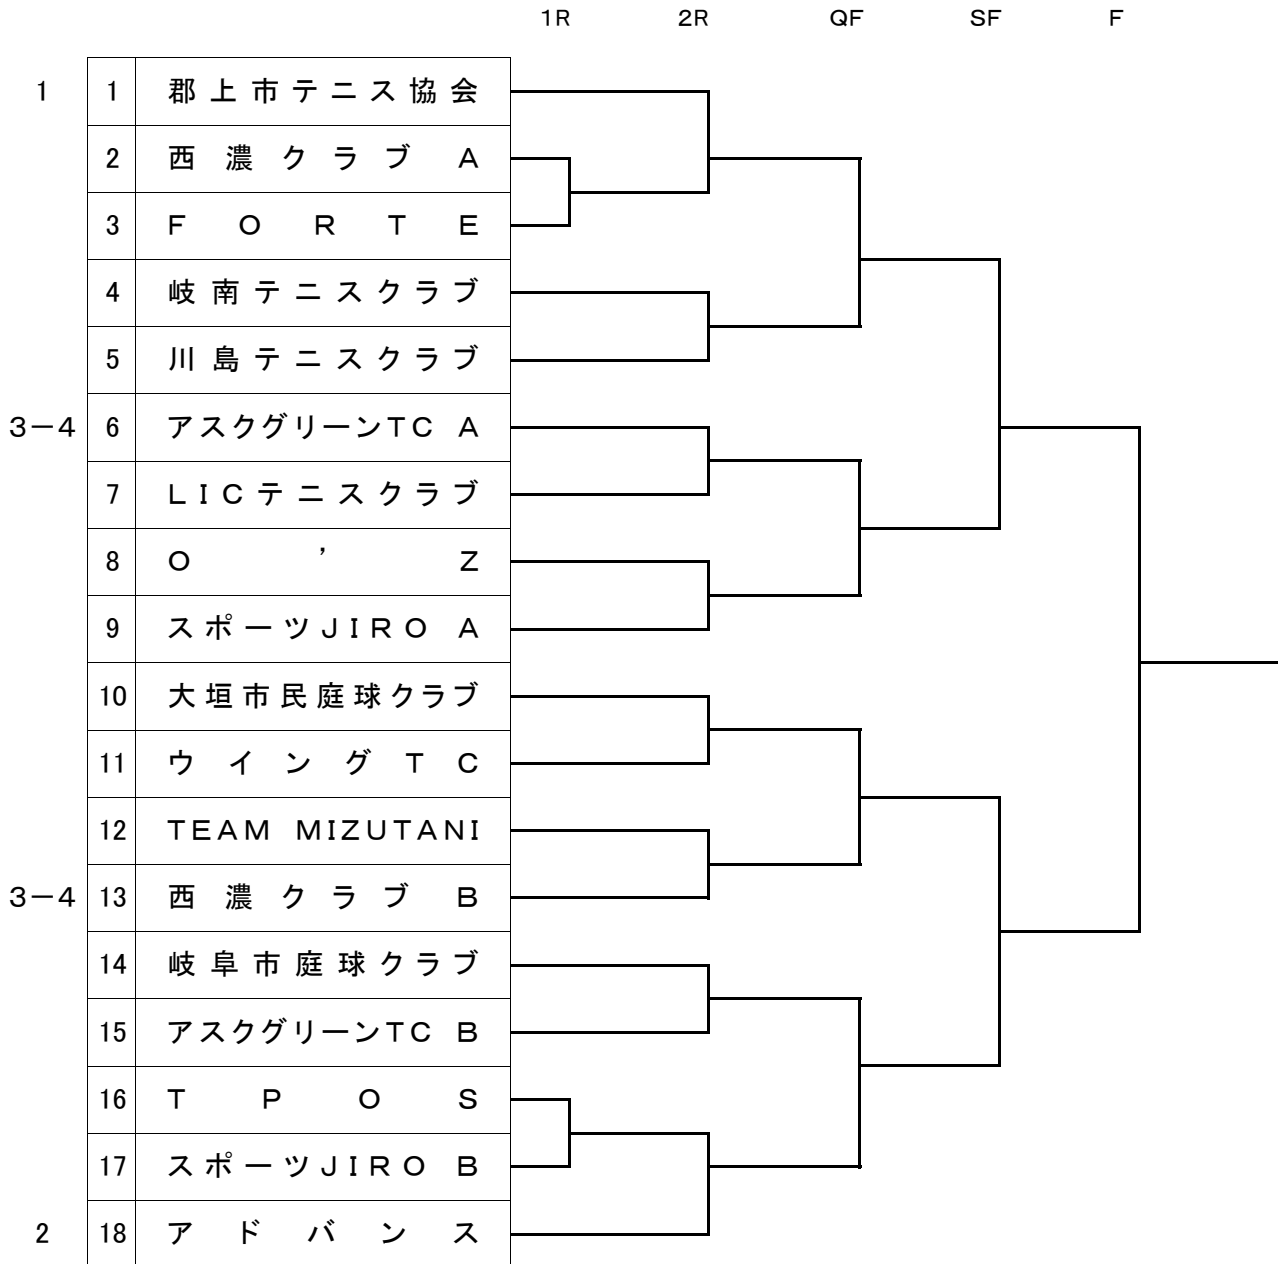 1R 2R QF SF F
1 1 郡上市テニス協会
2 西濃クラブ A
3 FORTE
4 岐南テニスクラブ
5 川島テニスクラブ
3－4 6 アスクグリーンTC A
7 LICテニスクラブ
8 O’Z
9 スポーツJIRO A
10 大垣市民庭球クラブ
11 ウイングTC
12 TEAM MIZUTANI
3－4 13 西濃クラブ B
14 岐阜市庭球クラブ
15 アスクグリーンTC B
16 TPOS
17 スポーツJIRO B
2 18 アドバンス